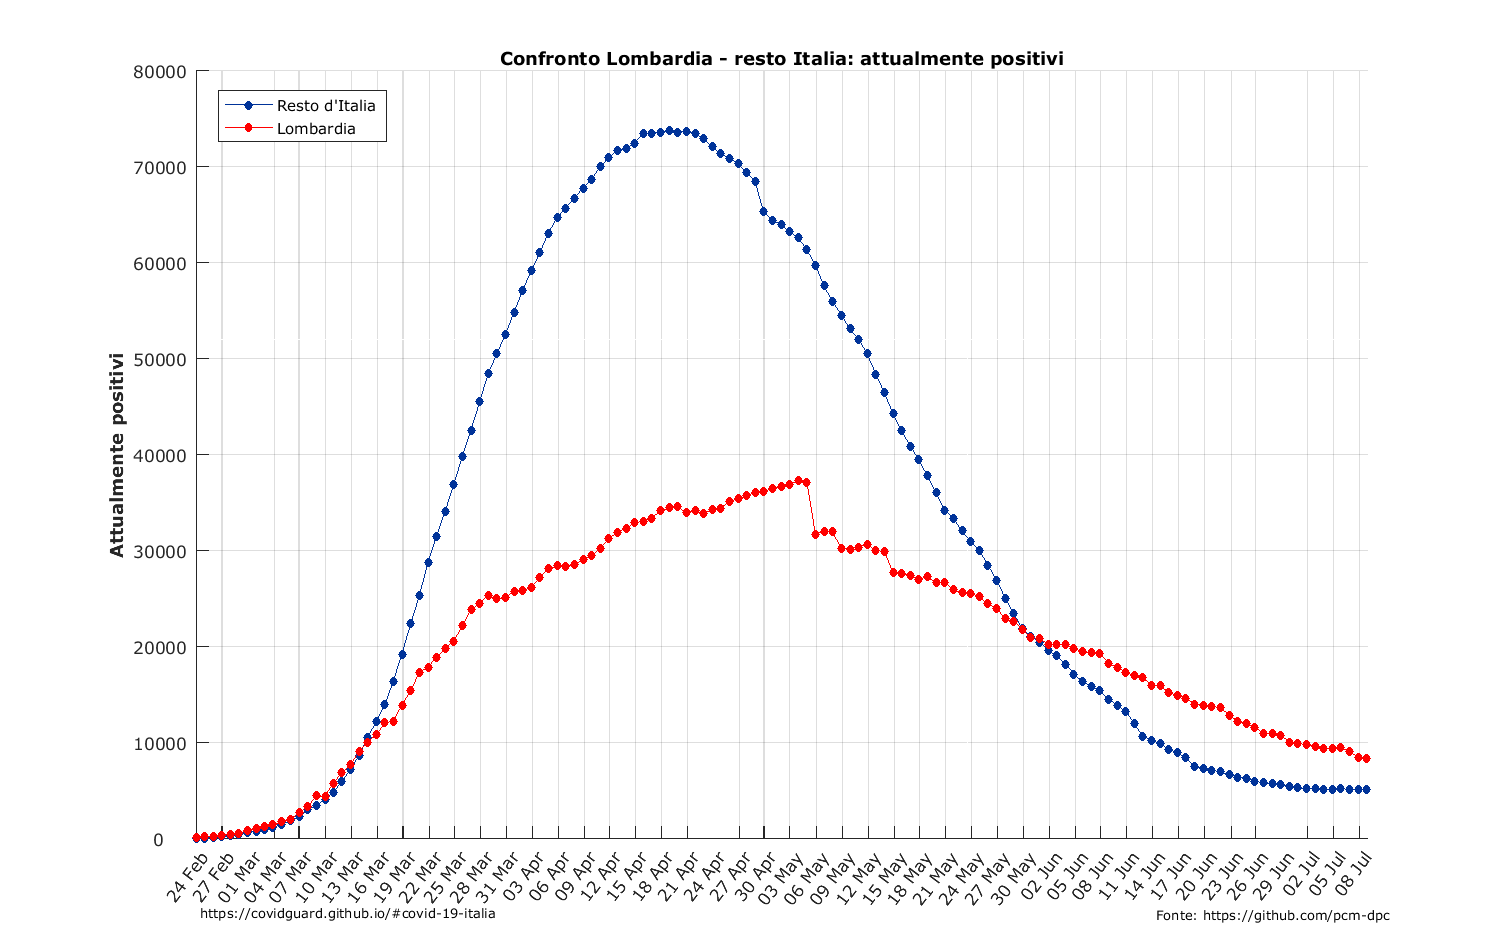 Confronto Lombardia - resto Italia: attualmente positivi
Resto d'Italia
Lombardia
Attualmente positivi
80000
70000
60000
50000
40000
30000
20000
10000
0
24 Feb
27 Feb
01 Mar
04 Mar
07 Mar
10 Mar
13 Mar
16 Mar
19 Mar
22 Mar
25 Mar
28 Mar
31 Mar
03 Apr
06 Apr
09 Apr
12 Apr
15 Apr
18 Apr
21 Apr
24 Apr
27 Apr
30 Apr
03 May
06 May
09 May
12 May
15 May
18 May
21 May
24 May
27 May
30 May
02 Jun
05 Jun
08 Jun
11 Jun
14 Jun
17 Jun
20 Jun
23 Jun
26 Jun
29 Jun
02 Jul
05 Jul
08 Jul
https://covidguard.github.io/#covid-19-italia
Fonte: https://github.com/pcm-dpc